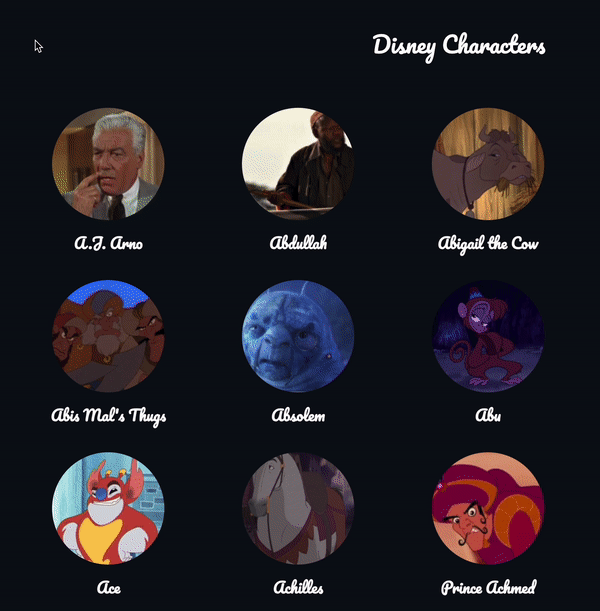 Disney Characters
A.J. Arno
Abdullah
Abigail the Cow
Abis Mal's Thugs
Absolem
Abu
Ace
Achilles
Prince Achmed